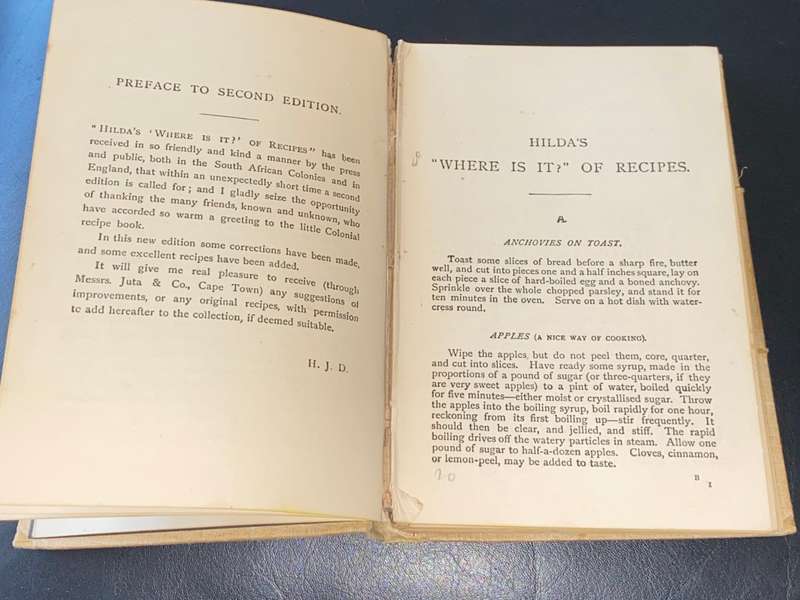 PREFACE TO SECOND EDITION.
"HILDA'S 'WHERE IS IT?' OF RECIPES" has been
received in so friendly and kind a manner by the press
and public, both in the South African Colonies and in
England, that within an unexpectedly short time a second
edition is called for; and I gladly seize the opportunity
of thanking the many friends, known and unknown, who
have accorded so warm a greeting to the little Colonial
recipe book.
In this new edition some corrections have been made,
and some excellent recipes have been added.
It will give me real pleasure to receive (through
Messrs. Juta & Co., Cape Town) any suggestions of
improvements, or any original recipes, with permission
to add hereafter to the collection, if deemed suitable.
H. J. D.
HILDA'S
"WHERE IS IT?" OF RECIPES.
A.
ANCHOVIES ON TOAST.
Toast some slices of bread before a sharp fire, butter
well, and cut into pieces one and a half inches square, lay on
each piece a slice of hard-boiled egg and a boned anchovy.
Sprinkle over the whole chopped parsley, and stand it for
ten minutes in the oven. Serve on a hot dish with water-
cress round.
APPLES (A NICE WAY OF COOKING).
Wipe the apples, but do not peel them, core, quarter,
and cut into slices. Have ready some syrup, made in the
proportions of a pound of sugar (or three-quarters, if they
are very sweet apples) to a pint of water, boiled quickly
for five minutes—either moist or crystallised sugar. Throw
the apples into the boiling syrup, boil rapidly for one hour,
reckoning from its first boiling up—stir frequently. It
should then be clear, and jellied, and stiff. The rapid
boiling drives off the watery particles in steam. Allow one
pound of sugar to half-a-dozen apples. Cloves, cinnamon,
or lemon-peel, may be added to taste.
20
B
1